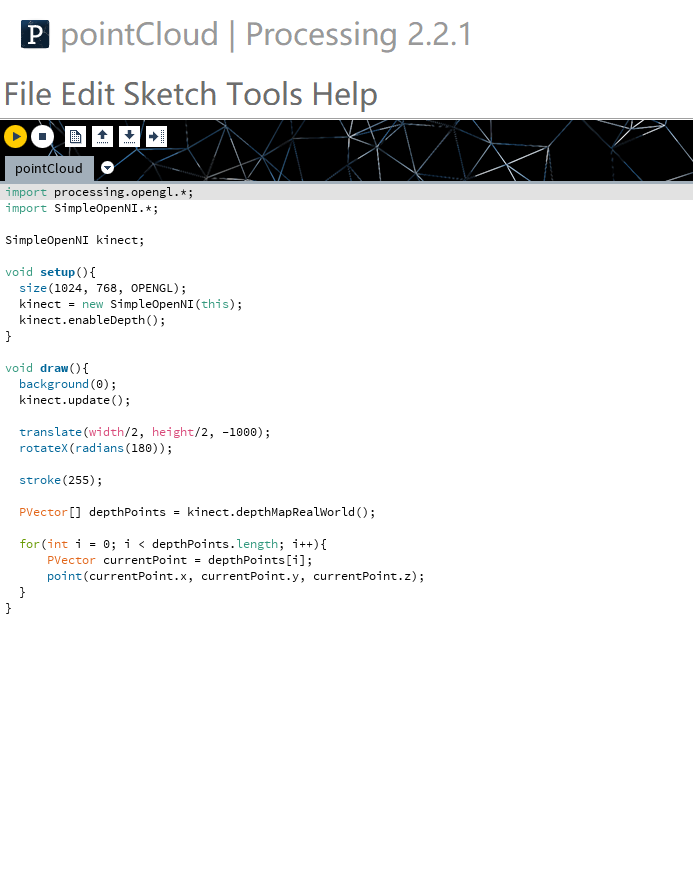 P pointCloud | Processing 2.2.1
File Edit Sketch Tools Help
pointCloud
import processing.opengl.*;
import SimpleOpenNI.*;
SimpleOpenNI kinect;
void setup(){
  size(1024, 768, OPENGL);
  kinect = new SimpleOpenNI(this);
  kinect.enableDepth();
}
void draw(){
  background(0);
  kinect.update();
  translate(width/2, height/2, -1000);
  rotateX(radians(180));
  stroke(255);
  PVector[] depthPoints = kinect.depthMapRealWorld();
  for(int i = 0; i < depthPoints.length; i++){
      PVector currentPoint = depthPoints[i];
      point(currentPoint.x, currentPoint.y, currentPoint.z);
  }
}